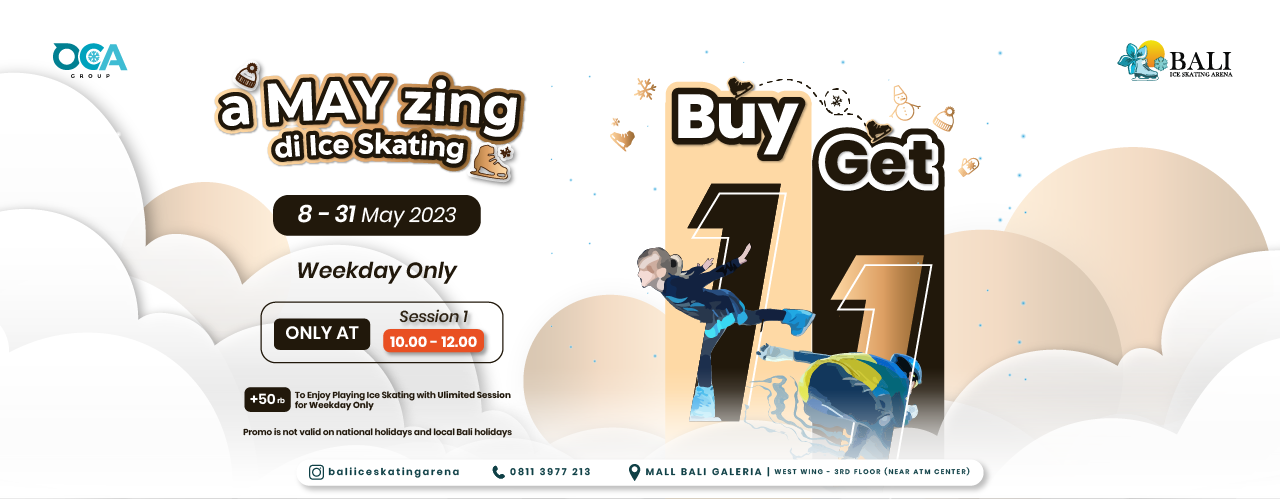 OCA
GROUP
BALI
ICE SKATING ARENA
a MAY zing
di Ice Skating
8 - 31 May 2023
Weekday Only
ONLY AT
Session 1
10.00 - 12.00
+50 rb
To Enjoy Playing Ice Skating with Ulimited Session
for Weekday Only
Promo is not valid on national holidays and local Bali holidays
Buy
1
Get
1
baliiceskatingarena
0811 3977 213
MALL BALI GALERIA | WEST WING - 3RD FLOOR (NEAR ATM CENTER)